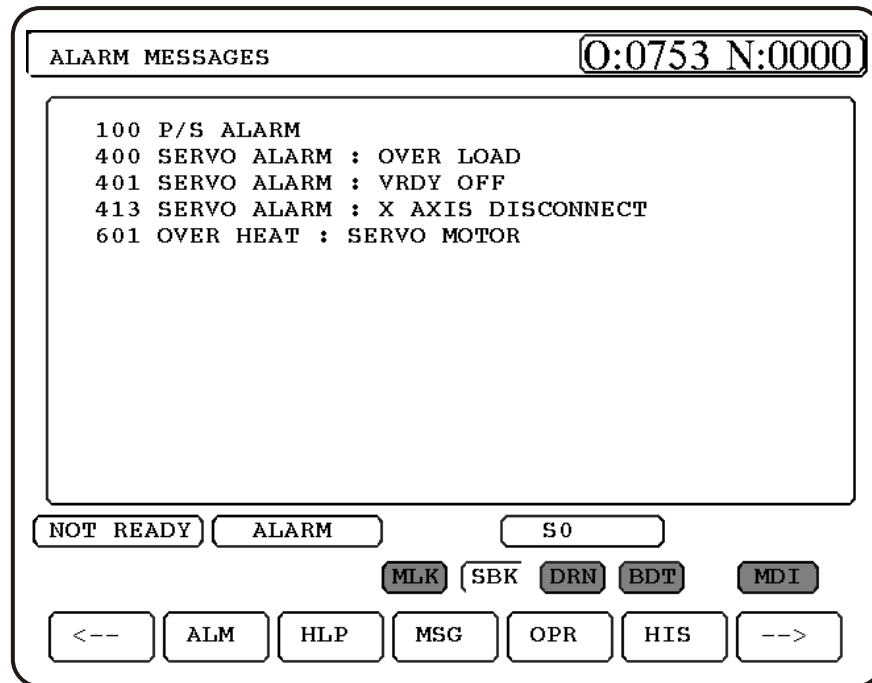 ALARM MESSAGES O:0753 N:0000
100 P/S ALARM
400 SERVO ALARM : OVER LOAD
401 SERVO ALARM : VRDY OFF
413 SERVO ALARM : X AXIS DISCONNECT
601 OVER HEAT : SERVO MOTOR
NOT READY ALARM S0
MLK SBK DRN BDT MDI
<-- ALM HLP MSG OPR HIS -->